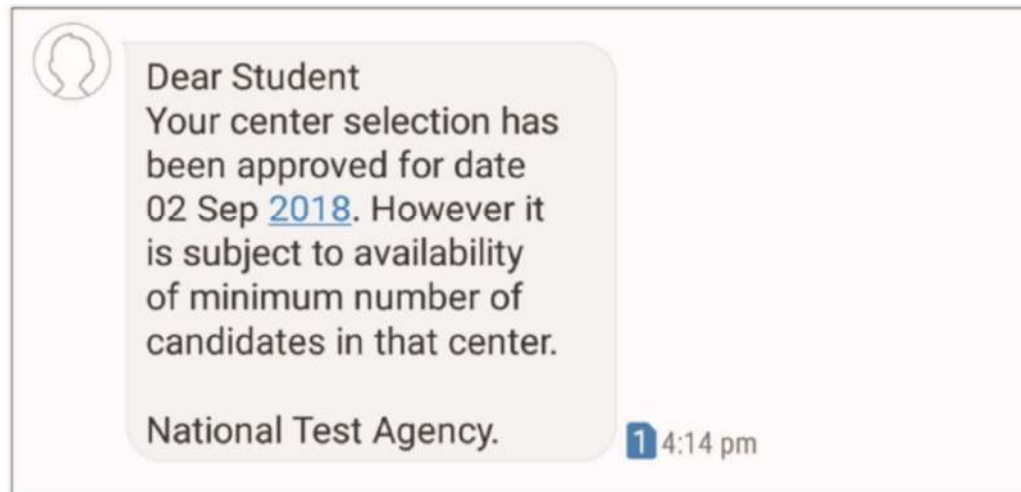 Dear Student
Your center selection has
been approved for date
02 Sep 2018. However it
is subject to availability
of minimum number of
candidates in that center.
National Test Agency.
1 4:14 pm